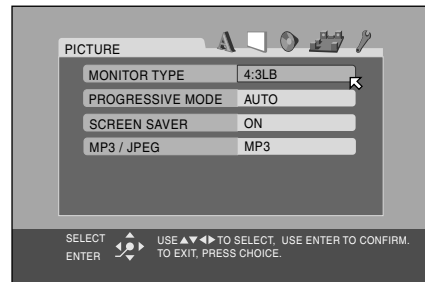 PICTURE
MONITOR TYPE 4:3LB
PROGRESSIVE MODE AUTO
SCREEN SAVER ON
MP3 / JPEG MP3
SELECT
ENTER
USE ▲▼◀▶ TO SELECT, USE ENTER TO CONFIRM.
TO EXIT, PRESS CHOICE.